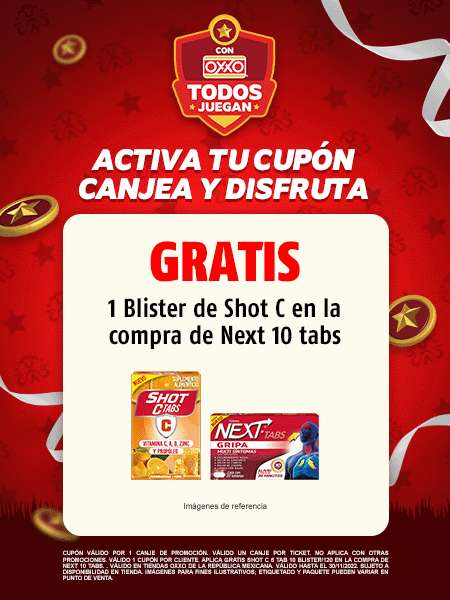 CON
OXXO
TODOS
JUEGAN
ACTIVA TU CUPÓN
CANJEA Y DISFRUTA
GRATIS
1 Blister de Shot C en la
compra de Next 10 tabs
NUEVO
SUPLEMENTO
ALIMENTICIO
SHOT
C TABS
C
VITAMINA C, A, D, ZINC
Y PROPÓLEO
NEXT
TABS
GRIPA
MULTI SÍNTOMAS
Imágenes de referencia
CUPÓN VÁLIDO POR 1 CANJE DE PROMOCIÓN. VÁLIDO UN CANJE POR TICKET. NO APLICA CON OTRAS
PROMOCIONES. VÁLIDO 1 CUPÓN POR CLIENTE. APLICA GRATIS SHOT C 6 TAB 10 BLISTER/120 EN LA COMPRA DE
NEXT 10 TABS. . VÁLIDO EN TIENDAS OXXO DE LA REPÚBLICA MEXICANA. VÁLIDO HASTA EL 30/11/2022. SUJETO A
DISPONIBILIDAD EN TIENDA. IMÁGENES PARA FINES ILUSTRATIVOS; ETIQUETADO Y PAQUETE PUEDEN VARIAR EN
PUNTO DE VENTA.